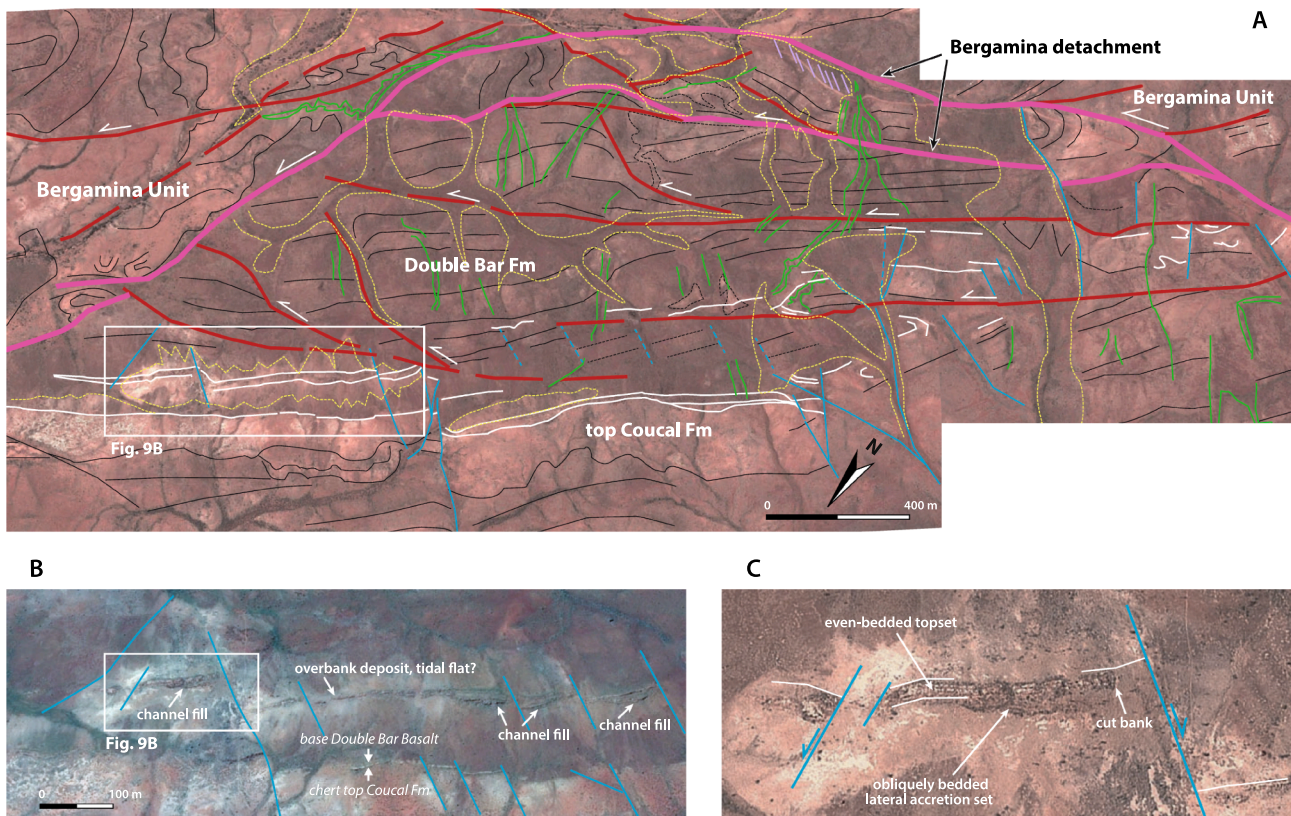 A
Bergamina detachment
Bergamina Unit
Bergamina Unit
Double Bar Fm
Fig. 9B
top Coucal Fm
N
0 400 m
B
overbank deposit, tidal flat?
channel fill
Fig. 9B
channel fill
channel fill
base Double Bar Basalt
chert top Coucal Fm
0 100 m
C
even-bedded topset
cut bank
obliquely bedded
lateral accretion set